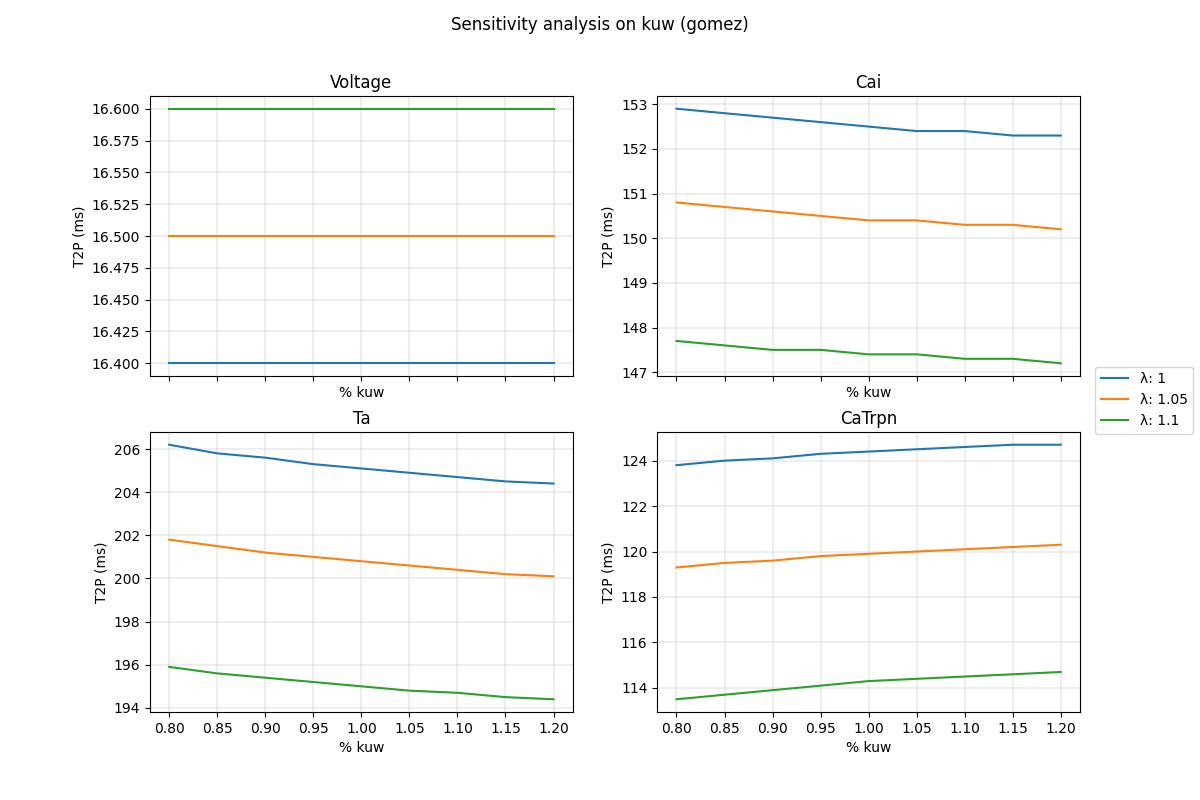 Sensitivity analysis on kuw (gomez)
Voltage
T2P (ms)
16.600
16.575
16.550
16.525
16.500
16.475
16.450
16.425
16.400
% kuw
Cai
T2P (ms)
153
152
151
150
149
148
147
% kuw
λ: 1
λ: 1.05
λ: 1.1
Ta
T2P (ms)
206
204
202
200
198
196
194
0.80 0.85 0.90 0.95 1.00 1.05 1.10 1.15 1.20
% kuw
CaTrpn
T2P (ms)
124
122
120
118
116
114
0.80 0.85 0.90 0.95 1.00 1.05 1.10 1.15 1.20
% kuw